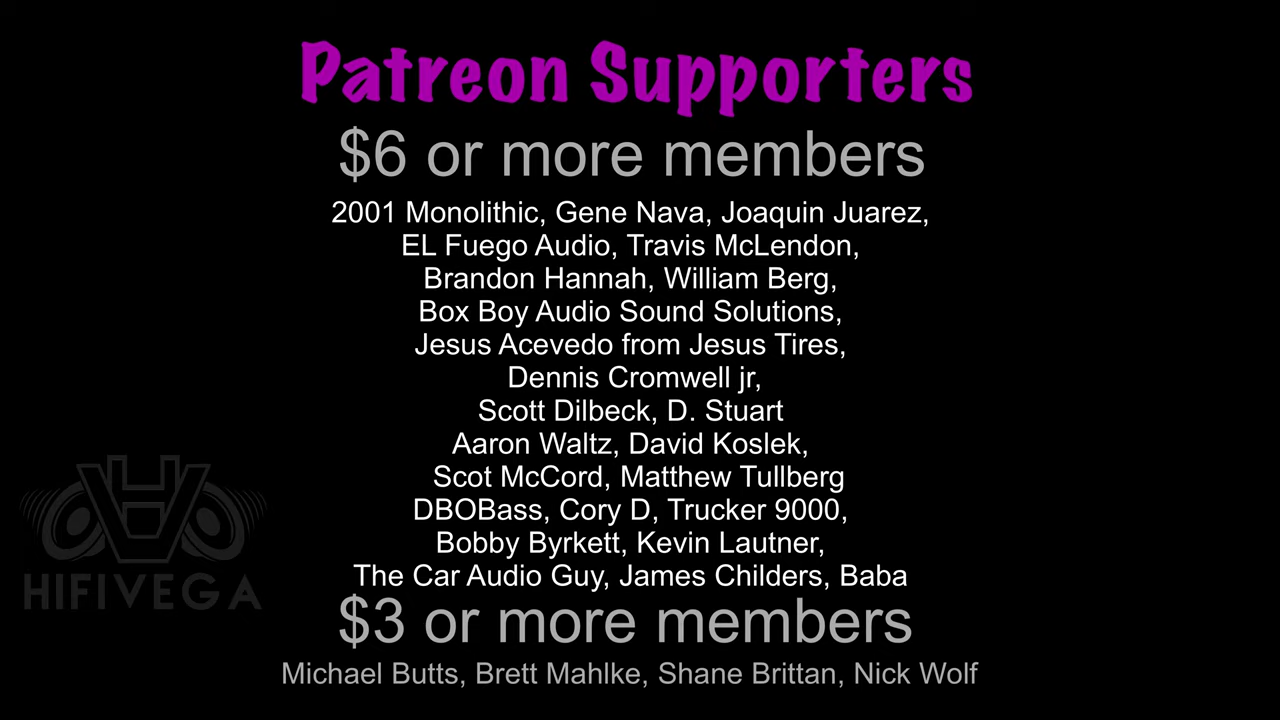 Patreon Supporters
$6 or more members
2001 Monolithic, Gene Nava, Joaquin Juarez,
EL Fuego Audio, Travis McLendon,
Brandon Hannah, William Berg,
Box Boy Audio Sound Solutions,
Jesus Acevedo from Jesus Tires,
Dennis Cromwell jr,
Scott Dilbeck, D. Stuart
Aaron Waltz, David Koslek,
Scot McCord, Matthew Tullberg
DBOBass, Cory D, Trucker 9000,
Bobby Byrkett, Kevin Lautner,
The Car Audio Guy, James Childers, Baba
HIFIVEGA
$3 or more members
Michael Butts, Brett Mahlke, Shane Brittan, Nick Wolf